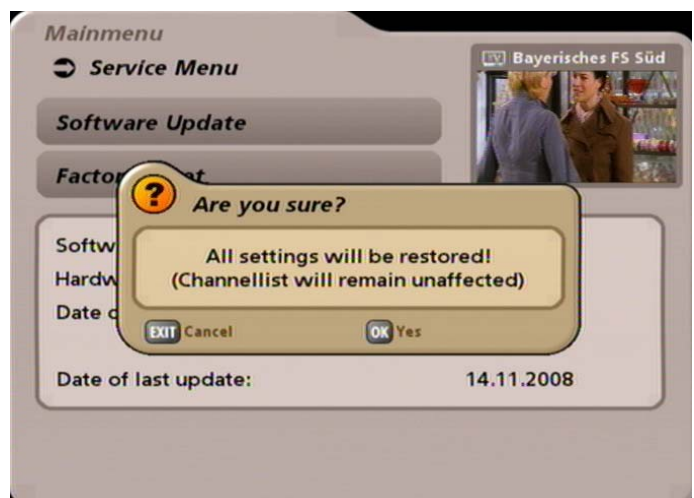 Mainmenu
Service Menu
TV Bayerisches FS Süd
Software Update
?
Are you sure?
All settings will be restored!
(Channellist will remain unaffected)
EXIT Cancel
OK Yes
Date of last update:
14.11.2008